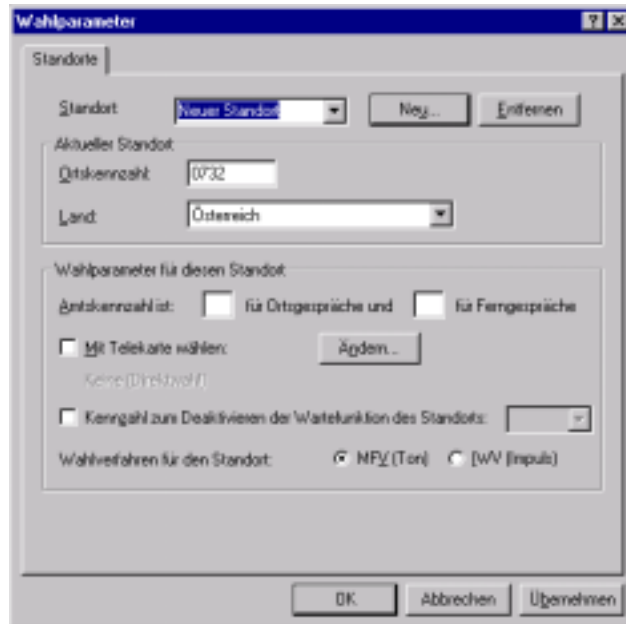 Wahlparameter
Standorte
Standort: Neuer Standort Neu... Entfernen
Aktueller Standort
Ortskennzahl: 0732
Land: Österreich
Wahlparameter für diesen Standort
Amtskennzahl ist: für Ortsgespräche und für Ferngespräche
Mit Telekarte wählen: Ändern...
Keine (Direktwahl)
Kennzahl zum Deaktivieren der Wartefunktion des Standorts:
Wahlverfahren für den Standort: MFV (Ton) IWV (Impuls)
OK Abbrechen Übernehmen